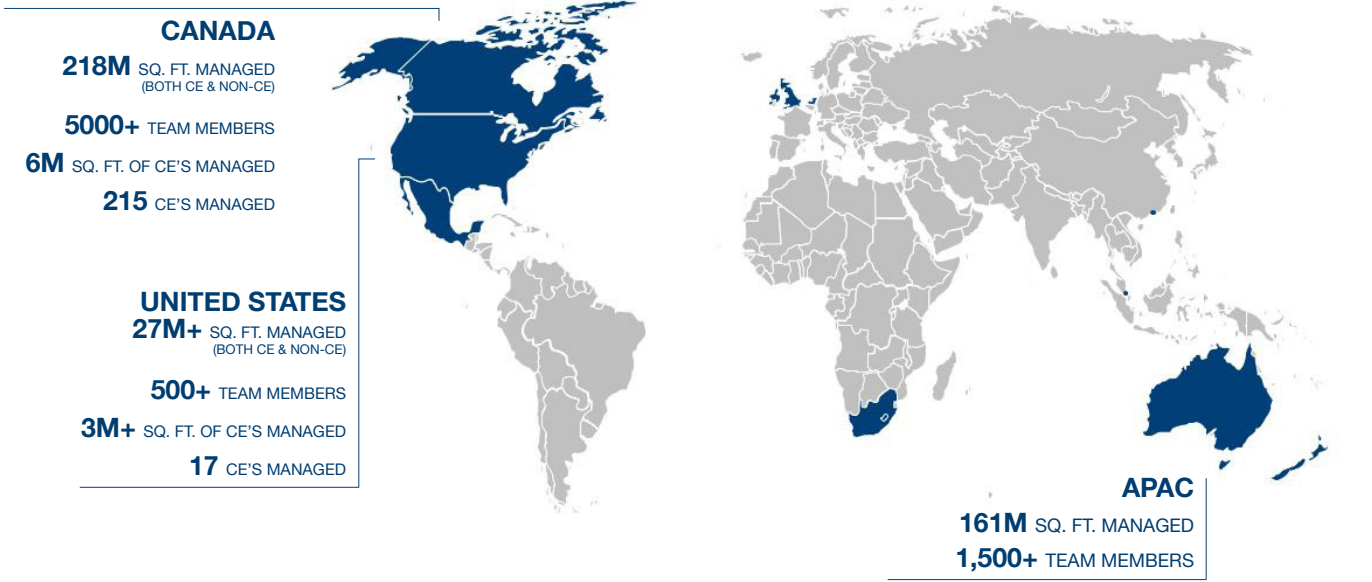 CANADA
218M SQ. FT. MANAGED
(BOTH CE & NON-CE)
5000+ TEAM MEMBERS
6M SQ. FT. OF CE'S MANAGED
215 CE'S MANAGED
UNITED STATES
27M+ SQ. FT. MANAGED
(BOTH CE & NON-CE)
500+ TEAM MEMBERS
3M+ SQ. FT. OF CE'S MANAGED
17 CE'S MANAGED
APAC
161M SQ. FT. MANAGED
1,500+ TEAM MEMBERS